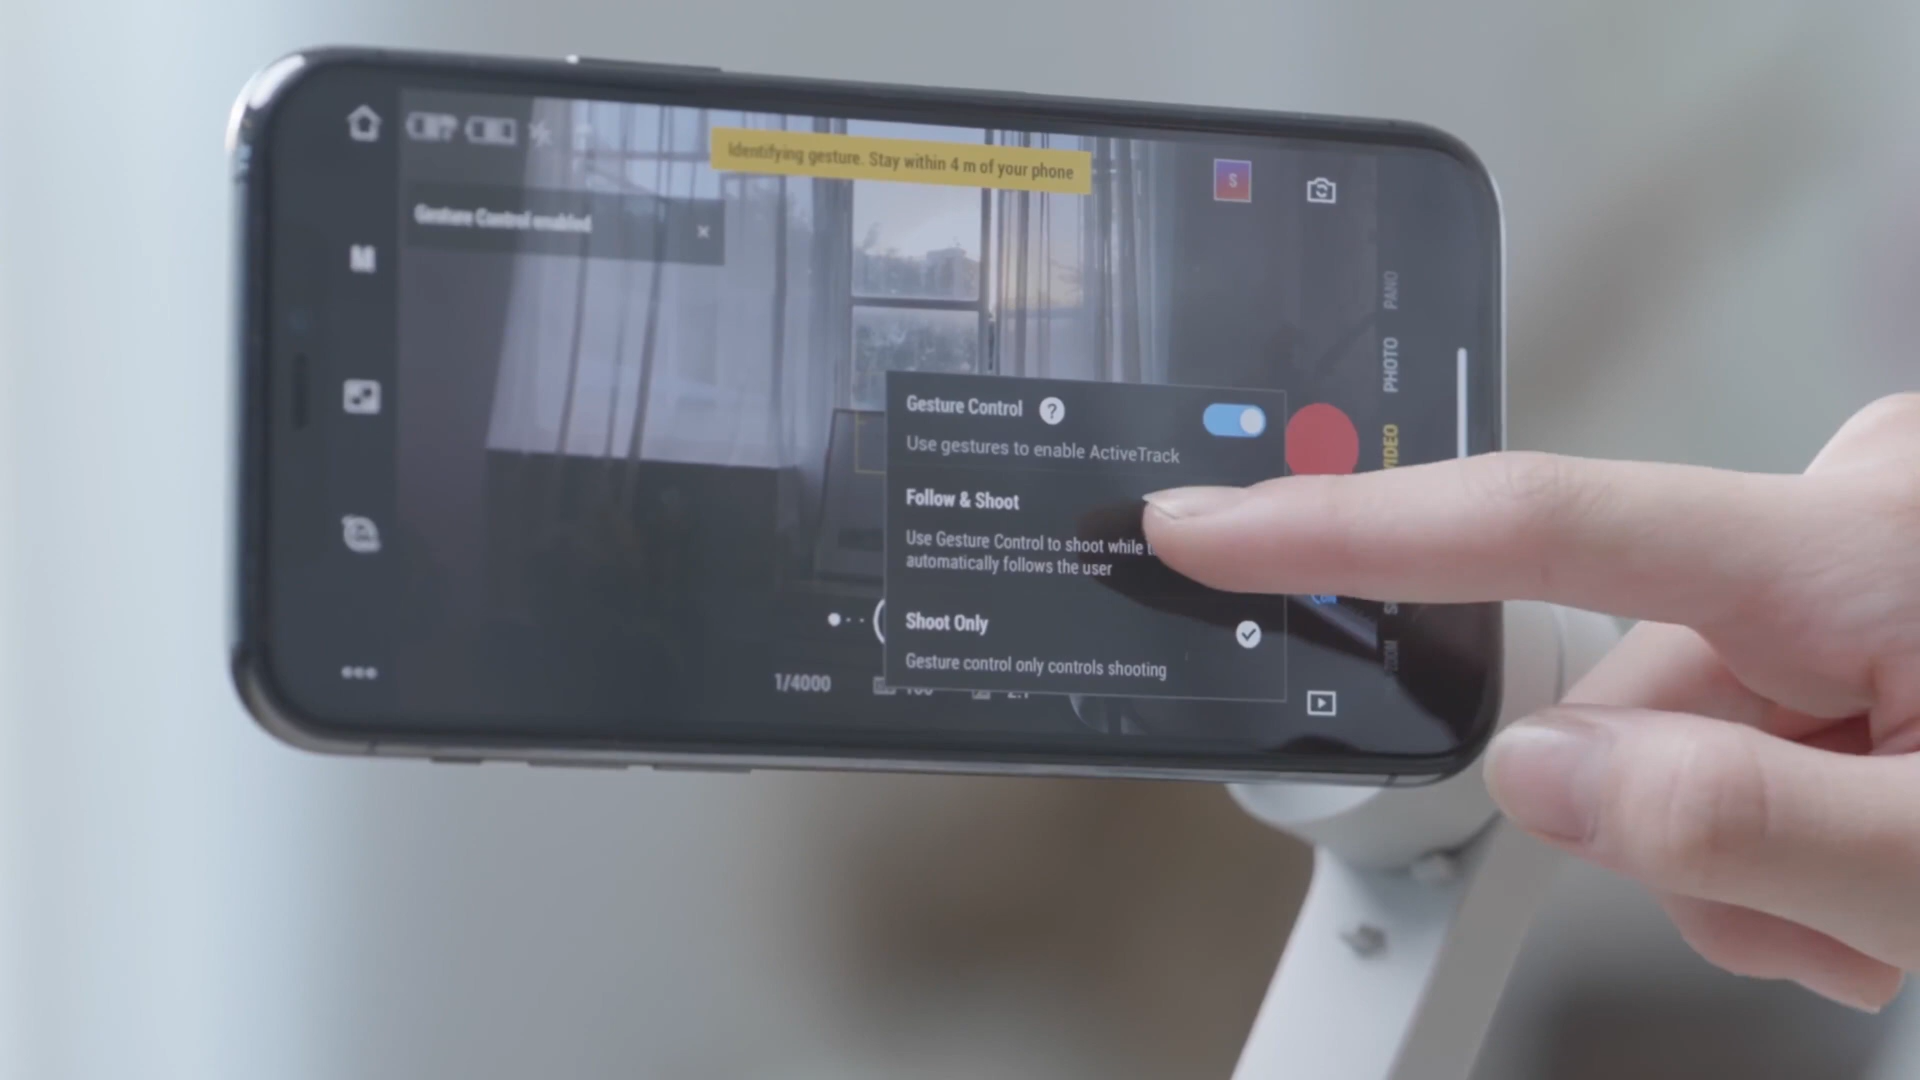 Identifying gesture. Stay within 4 m of your phone
S
Gesture Control enabled
M
PANO
PHOTO
VIDEO
Gesture Control ?
Use gestures to enable ActiveTrack
Follow & Shoot
Use Gesture Control to shoot while
automatically follows the user
Shoot Only
Gesture control only controls shooting
1/4000